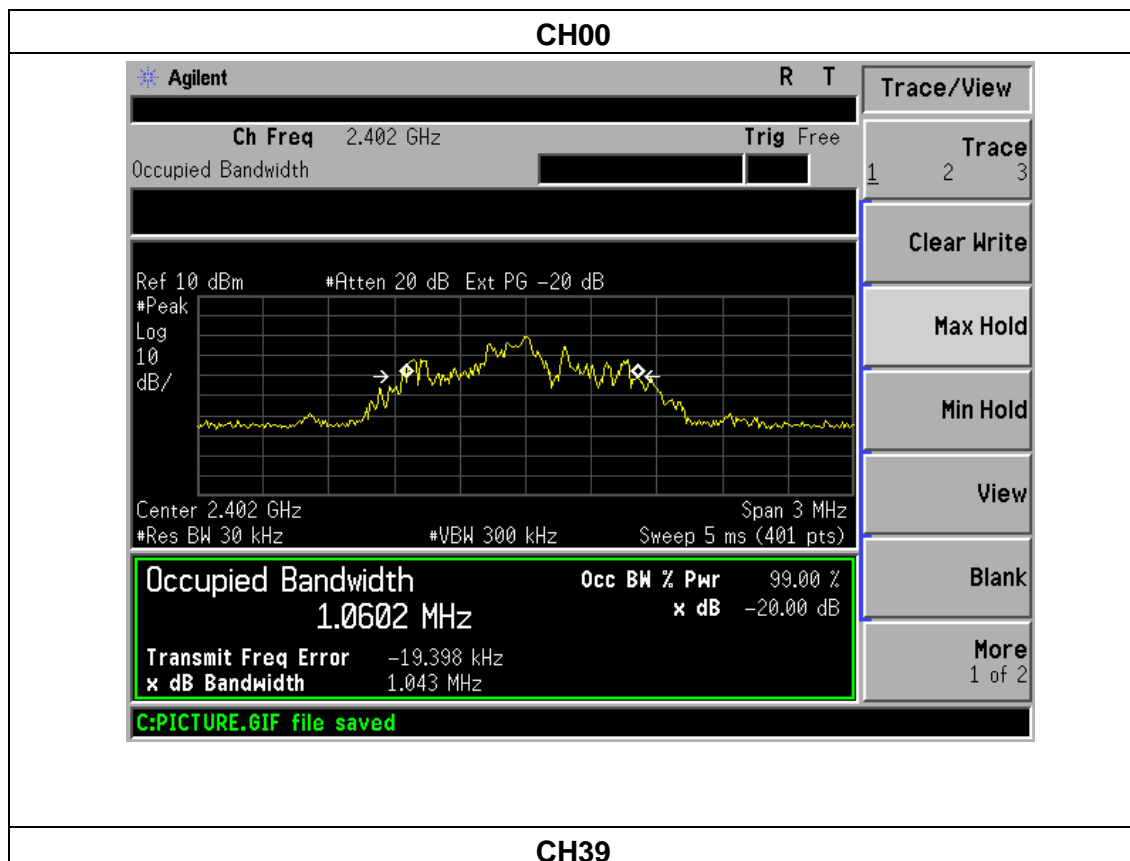 CH00
Agilent R T
Trace/View
Ch Freq 2.402 GHz Trig Free
Occupied Bandwidth
Trace
1 2 3
Clear Write
Max Hold
Min Hold
View
Blank
More
1 of 2
Ref 10 dBm #Atten 20 dB Ext PG -20 dB
#Peak
Log
10
dB/
Center 2.402 GHz Span 3 MHz
#Res BW 30 kHz #VBW 300 kHz Sweep 5 ms (401 pts)
Occupied Bandwidth Occ BW % Pwr 99.00 %
1.0602 MHz x dB -20.00 dB
Transmit Freq Error -19.398 kHz
x dB Bandwidth 1.043 MHz
C:PICTURE.GIF file saved
CH39